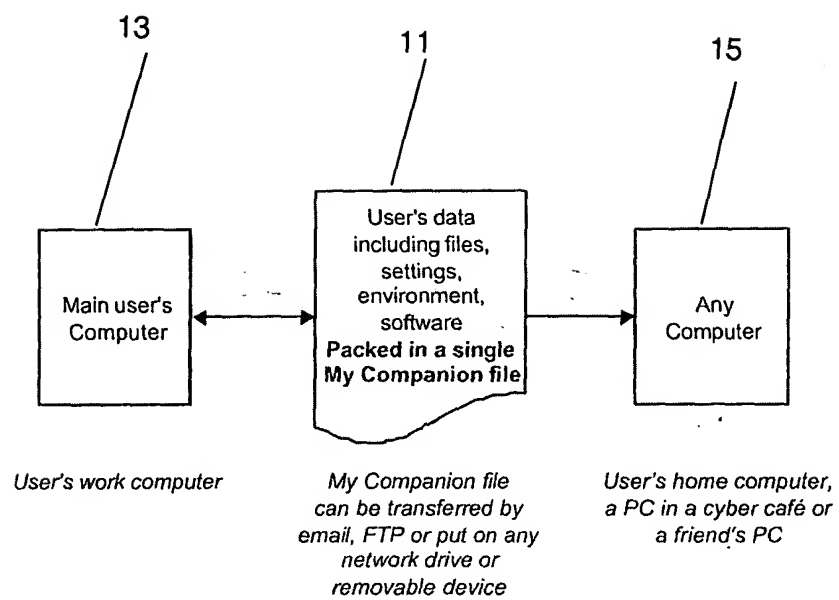 13
11
15
Main user's
Computer
User's data
including files,
settings,
environment,
software
Packed in a single
My Companion file
Any
Computer
User's work computer
My Companion file
can be transferred by
email, FTP or put on any
network drive or
removable device
User's home computer,
a PC in a cyber café or
a friend's PC